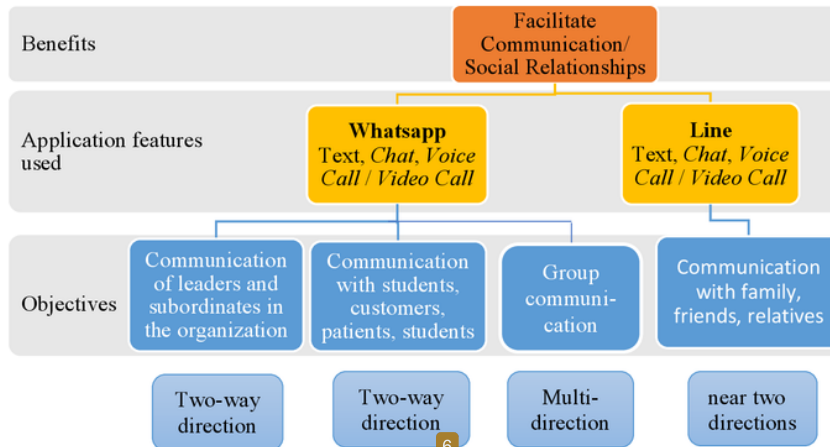 Benefits
Facilitate
Communication/
Social Relationships
Application features
used
Whatsapp
Text, Chat, Voice
Call / Video Call
Line
Text, Chat, Voice
Call / Video Call
Objectives
Communication
of leaders and
subordinates in
the organization
Communication
with students,
customers,
patients, students
Group
communi-
cation
Communication
with family,
friends, relatives
Two-way
direction
Two-way
direction
Multi-
direction
near two
directions
6